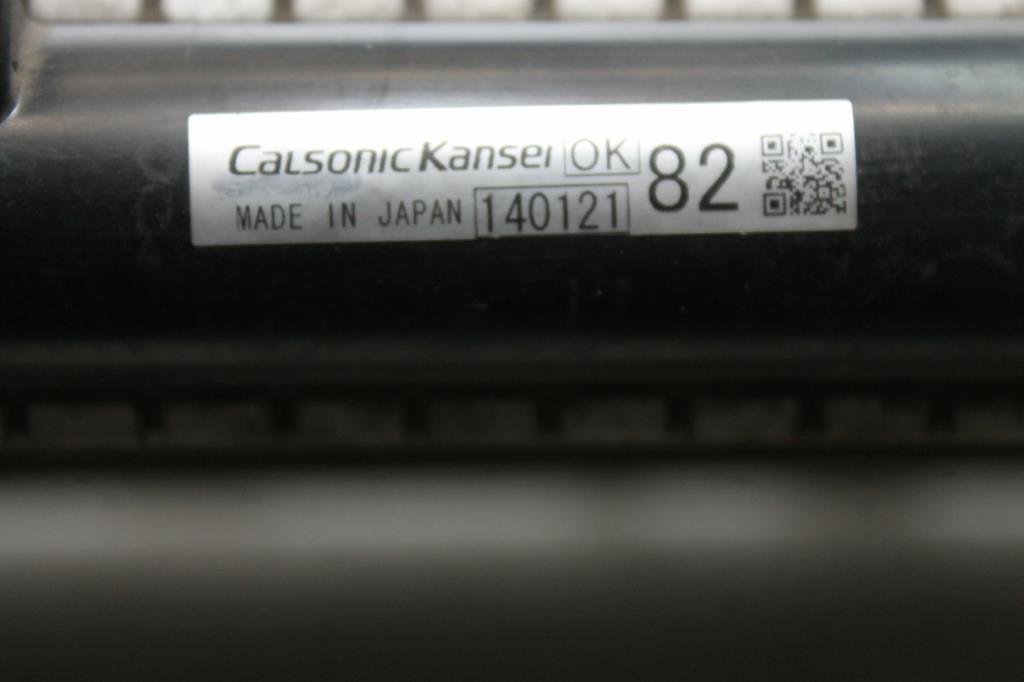 CalsonicKansei OK 82
MADE IN JAPAN 140121